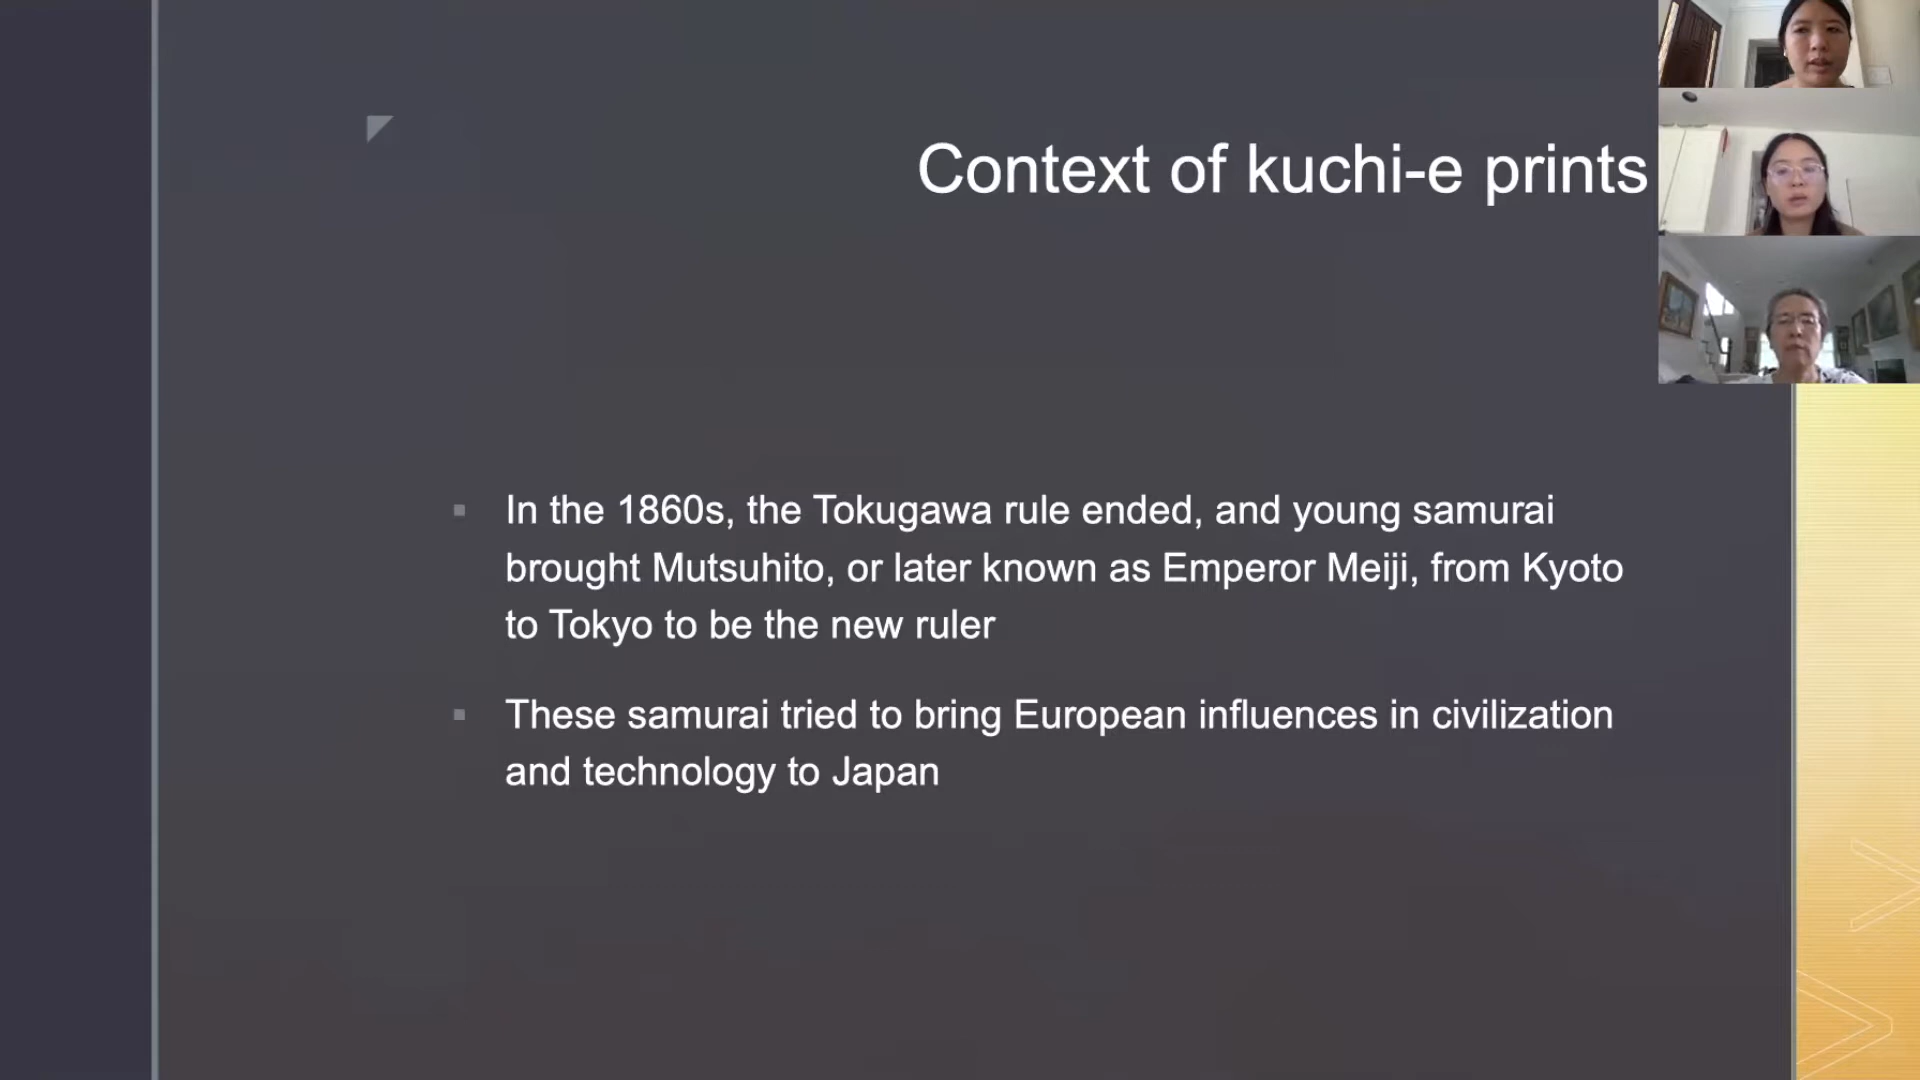 Context of kuchi-e prints
In the 1860s, the Tokugawa rule ended, and young samurai
brought Mutsuhito, or later known as Emperor Meiji, from Kyoto
to Tokyo to be the new ruler
These samurai tried to bring European influences in civilization
and technology to Japan